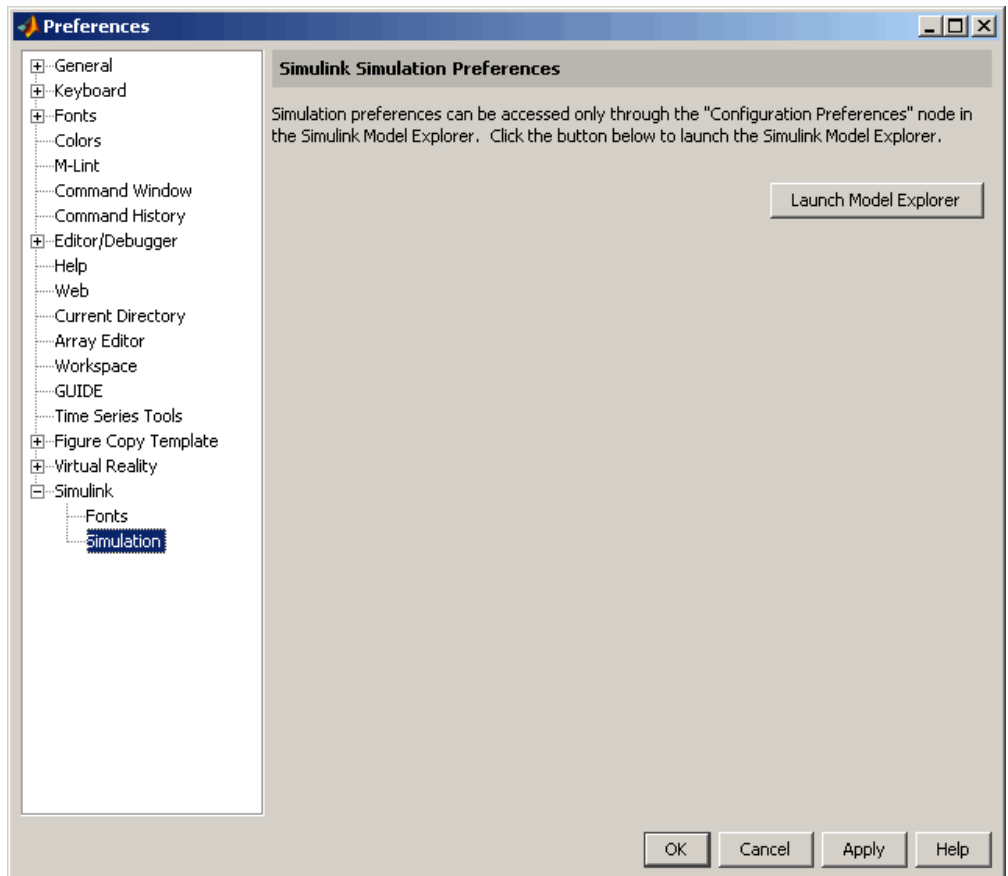 Preferences
General
Keyboard
Fonts
Colors
M-Lint
Command Window
Command History
Editor/Debugger
Help
Web
Current Directory
Array Editor
Workspace
GUIDE
Time Series Tools
Figure Copy Template
Virtual Reality
Simulink
Fonts
Simulation
Simulink Simulation Preferences
Simulation preferences can be accessed only through the "Configuration Preferences" node in
the Simulink Model Explorer.  Click the button below to launch the Simulink Model Explorer.
Launch Model Explorer
OK
Cancel
Apply
Help